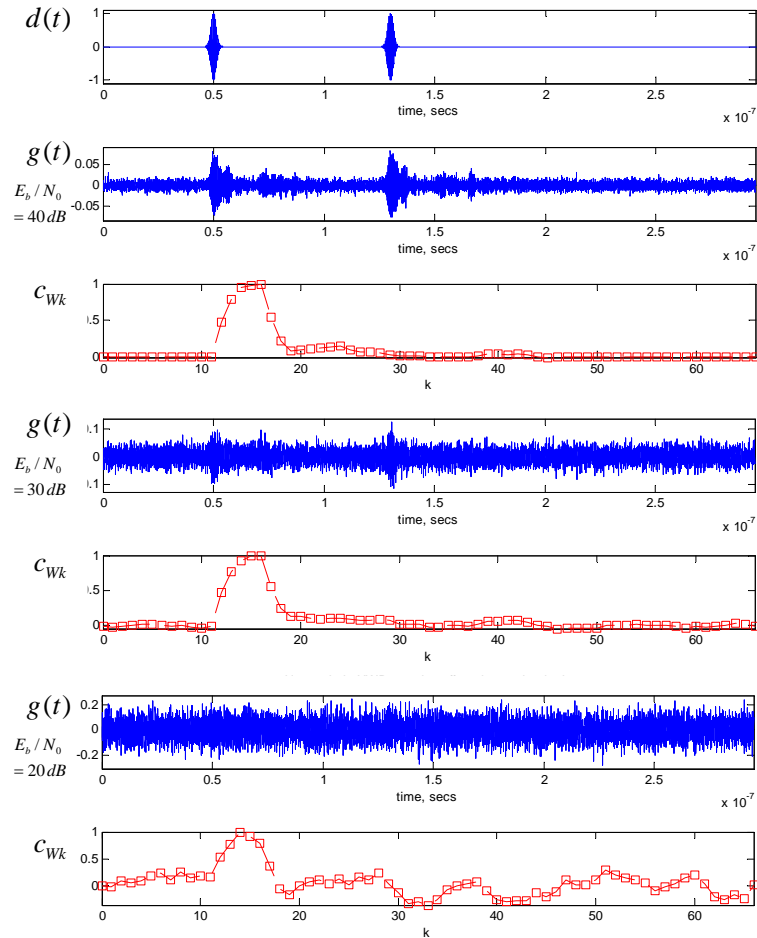 d(t)
1
0
-1
0 0.5 1 1.5 2 2.5
time, secs
x 10⁻⁷
g(t)
E_b / N_0
= 40 dB
0.05
0
-0.05
0 0.5 1 1.5 2 2.5
time, secs
x 10⁻⁷
c_Wk
1
0.5
0
0 10 20 30 40 50 60
k
g(t)
E_b / N_0
= 30 dB
0.1
0
0.1
0 0.5 1 1.5 2 2.5
time, secs
x 10⁻⁷
c_Wk
1
0.5
0
0 10 20 30 40 50 60
k
g(t)
E_b / N_0
= 20 dB
0.2
0
-0.2
0 0.5 1 1.5 2 2.5
time, secs
x 10⁻⁷
c_Wk
1
0.5
0
0 10 20 30 40 50 60
k